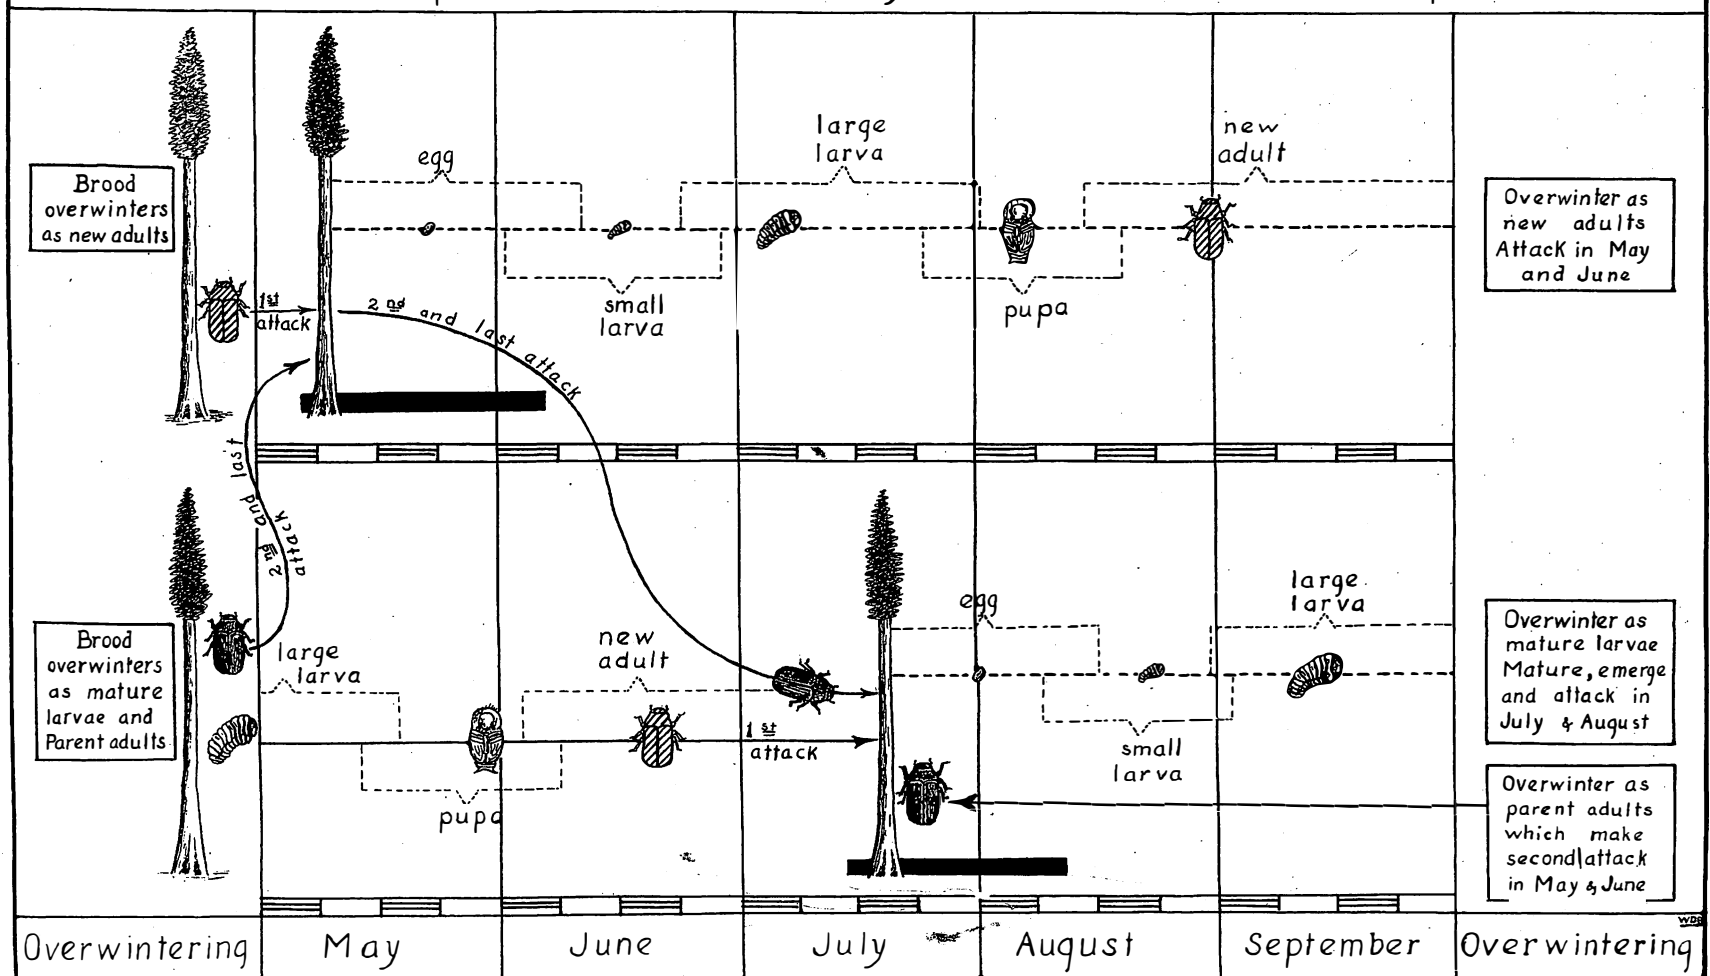 Brood
overwinters
as new adults
egg
large
larva
new
adult
small
larva
pupa
1st
attack
2nd and last attack
Overwinter as
new adults
Attack in May
and June
2nd and last
attack
Brood
overwinters
as mature
larvae and
Parent adults
large
larva
pupa
new
adult
1st
attack
egg
small
larva
large
larva
Overwinter as
mature larvae
Mature, emerge
and attack in
July & August
Overwinter as
parent adults
which make
second attack
in May & June
WDB
Overwintering May June July August September Overwintering